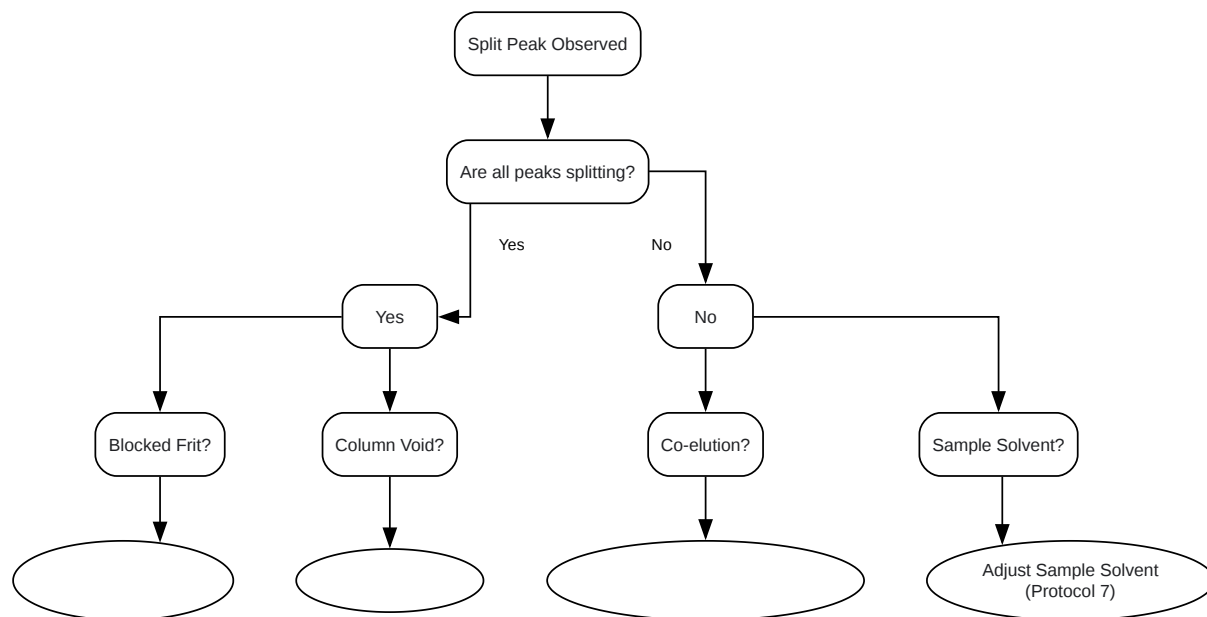 Split Peak Observed
Are all peaks splitting?
Yes
No
Yes
No
Blocked Frit?
Column Void?
Co-elution?
Sample Solvent?
Adjust Sample Solvent
(Protocol 7)